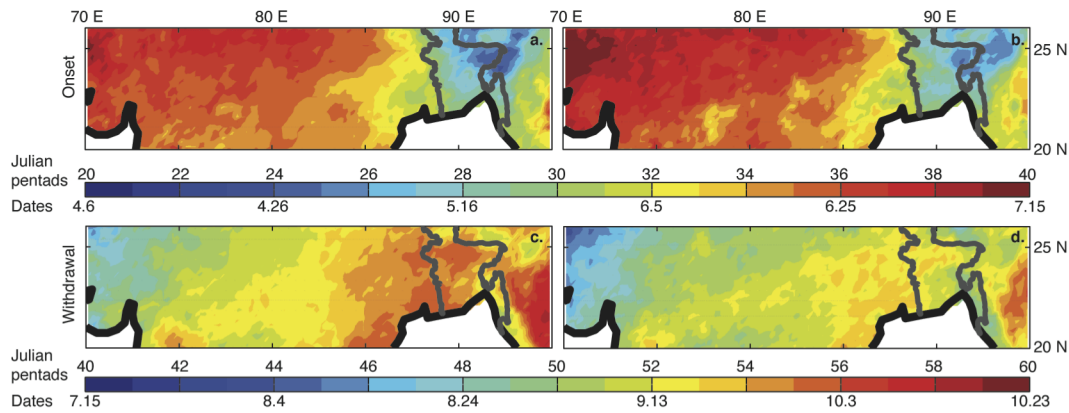 70 E 80 E 90 E 70 E 80 E 90 E
Onset a. b. 25 N
20 N
Julian pentads 20 22 24 26 28 30 32 34 36 38 40
Dates 4.6 4.26 5.16 6.5 6.25 7.15
Withdrawal c. d. 25 N
20 N
Julian pentads 40 42 44 46 48 50 52 54 56 58 60
Dates 7.15 8.4 8.24 9.13 10.3 10.23